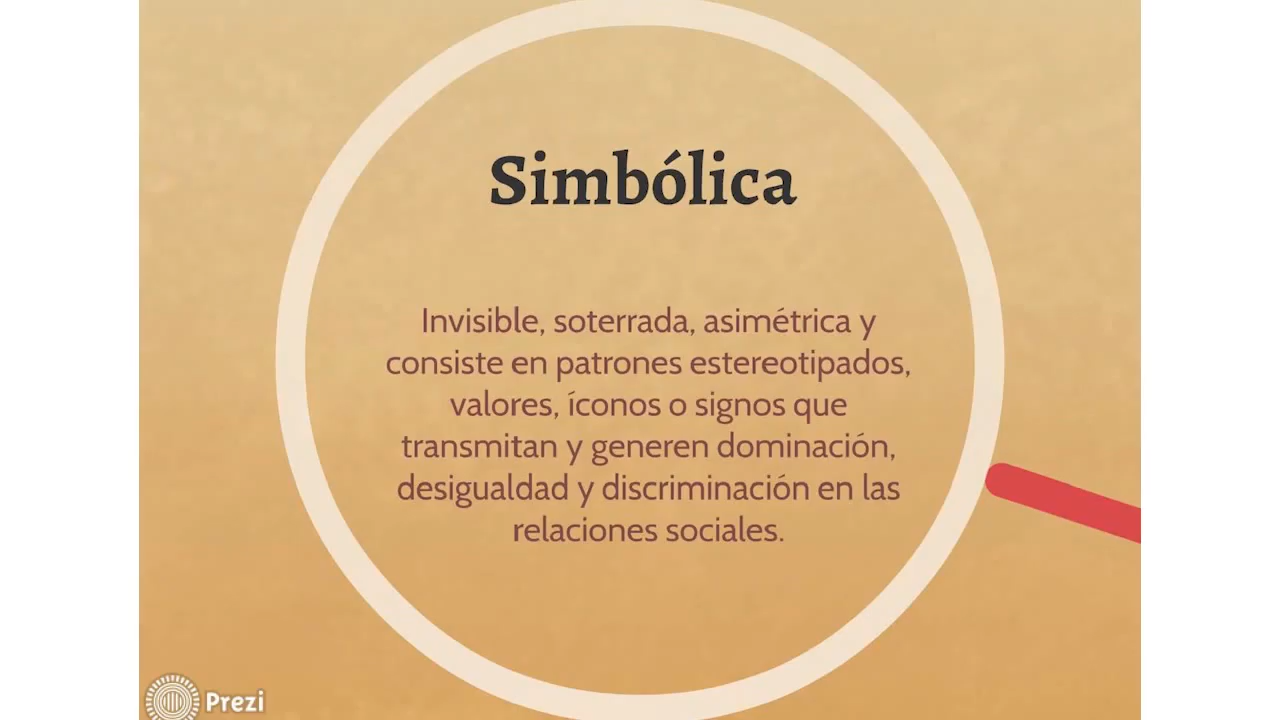 Simbólica
Invisible, soterrada, asimétrica y
consiste en patrones estereotipados,
valores, íconos o signos que
transmitan y generen dominación,
desigualdad y discriminación en las
relaciones sociales.
Prezi